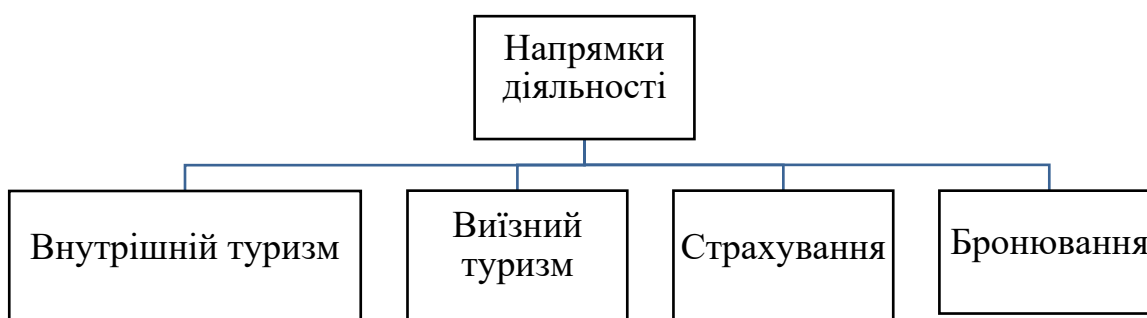 Напрямки
діяльності
Внутрішній туризм
Виїзний
туризм
Страхування
Бронювання